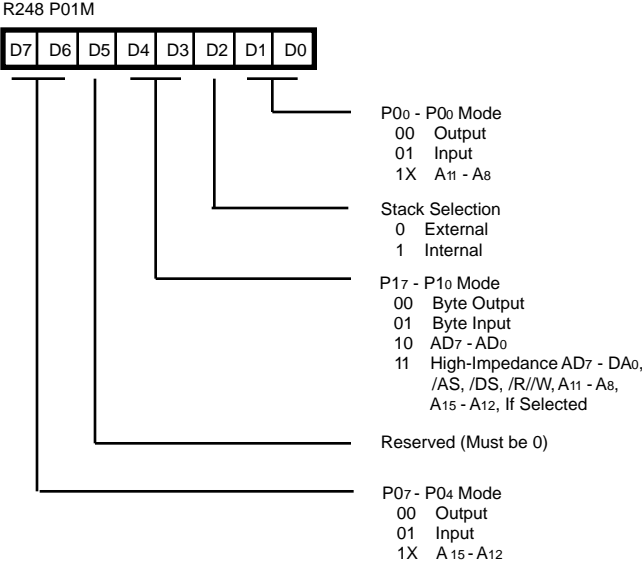 R248 P01M
D7 D6 D5 D4 D3 D2 D1 D0
P00 - P00 Mode
00 Output
01 Input
1X A11 - A8
Stack Selection
0 External
1 Internal
P17 - P10 Mode
00 Byte Output
01 Byte Input
10 AD7 - AD0
11 High-Impedance AD7 - DA0,
/AS, /DS, /R//W, A11 - A8,
A15 - A12, If Selected
Reserved (Must be 0)
P07 - P04 Mode
00 Output
01 Input
1X A15 - A12